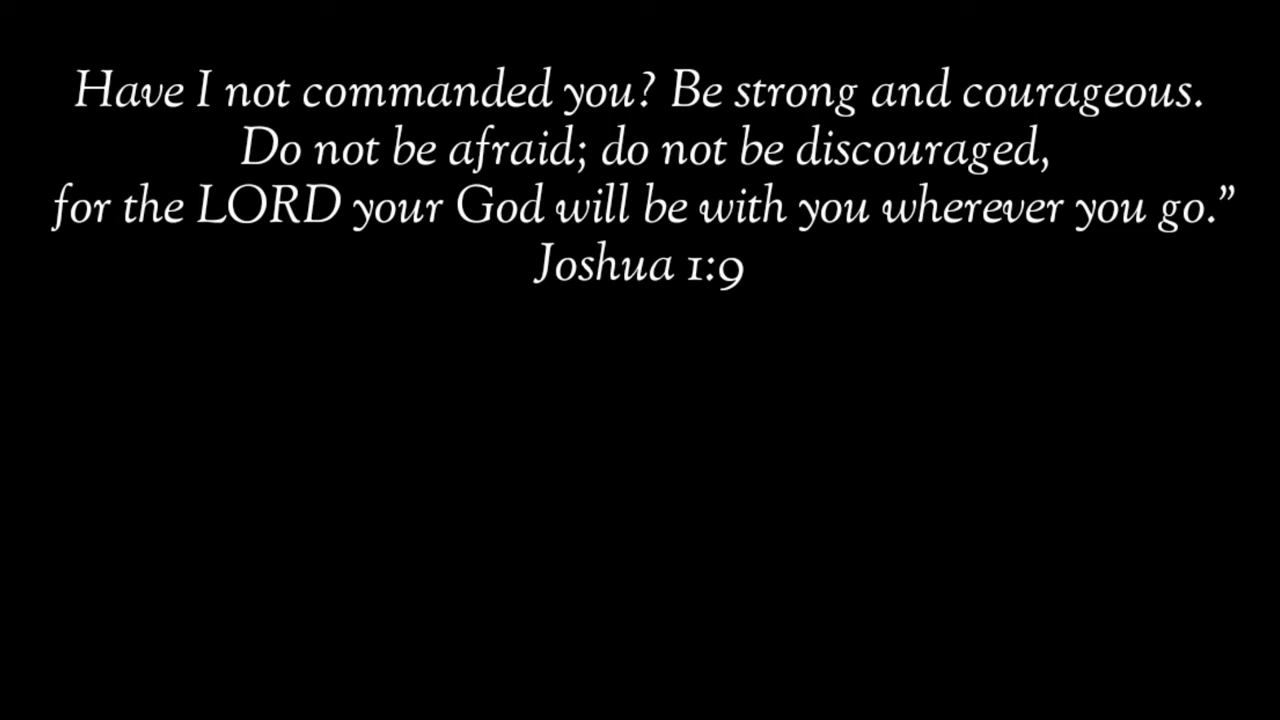 Have I not commanded you? Be strong and courageous.
Do not be afraid; do not be discouraged,
for the LORD your God will be with you wherever you go.”
Joshua 1:9